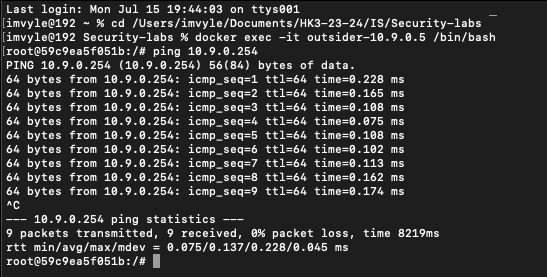 Last login: Mon Jul 15 19:44:03 on ttys001
[imvyle@192 ~ % cd /Users/imvyle/Documents/HK3-23-24/IS/Security-labs
[imvyle@192 Security-labs % docker exec -it outsider-10.9.0.5 /bin/bash
[root@59c9ea5f051b:/# ping 10.9.0.254
PING 10.9.0.254 (10.9.0.254) 56(84) bytes of data.
64 bytes from 10.9.0.254: icmp_seq=1 ttl=64 time=0.228 ms
64 bytes from 10.9.0.254: icmp_seq=2 ttl=64 time=0.165 ms
64 bytes from 10.9.0.254: icmp_seq=3 ttl=64 time=0.108 ms
64 bytes from 10.9.0.254: icmp_seq=4 ttl=64 time=0.075 ms
64 bytes from 10.9.0.254: icmp_seq=5 ttl=64 time=0.108 ms
64 bytes from 10.9.0.254: icmp_seq=6 ttl=64 time=0.102 ms
64 bytes from 10.9.0.254: icmp_seq=7 ttl=64 time=0.113 ms
64 bytes from 10.9.0.254: icmp_seq=8 ttl=64 time=0.162 ms
64 bytes from 10.9.0.254: icmp_seq=9 ttl=64 time=0.174 ms
^C
--- 10.9.0.254 ping statistics ---
9 packets transmitted, 9 received, 0% packet loss, time 8219ms
rtt min/avg/max/mdev = 0.075/0.137/0.228/0.045 ms
root@59c9ea5f051b:/#